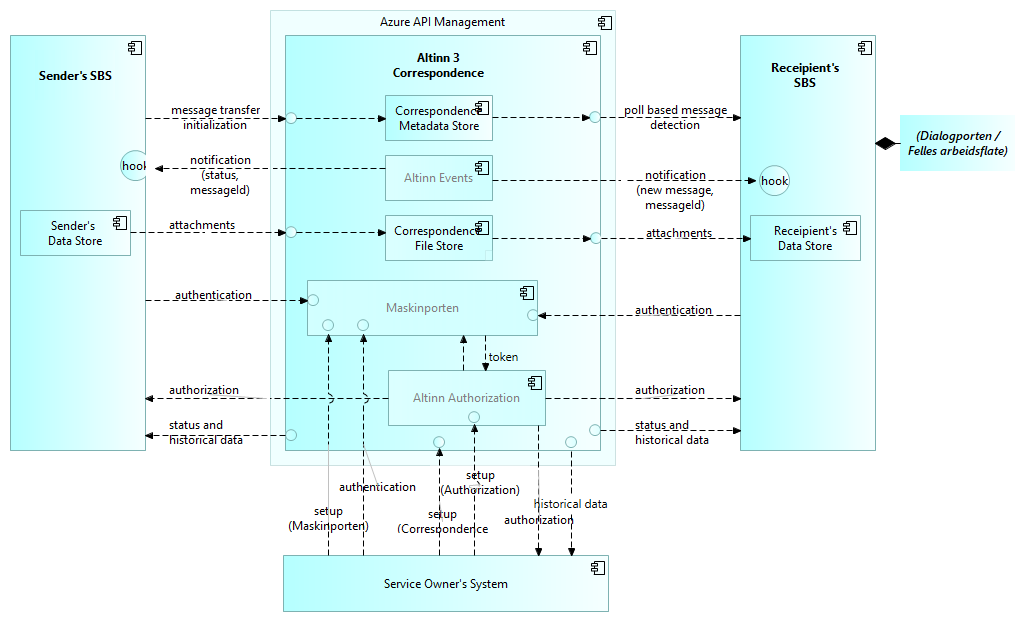 Azure API Management
Sender's SBS
Altinn 3
Correspondence
Receipient's
SBS
message transfer
initialization
Correspondence
Metadata Store
poll based message
detection
(Dialogporten /
Felles arbeidsflate)
hook
notification
(status,
messageId)
Altinn Events
notification
(new message,
messageId)
hook
Sender's
Data Store
attachments
Correspondence
File Store
attachments
Receipient's
Data Store
authentication
Maskinporten
authentication
token
authorization
Altinn Authorization
authorization
status and
historical data
status and
historical data
setup
(Authorization)
authentication
historical data
setup
(Maskinporten)
setup
(Correspondence
authorization
Service Owner's System